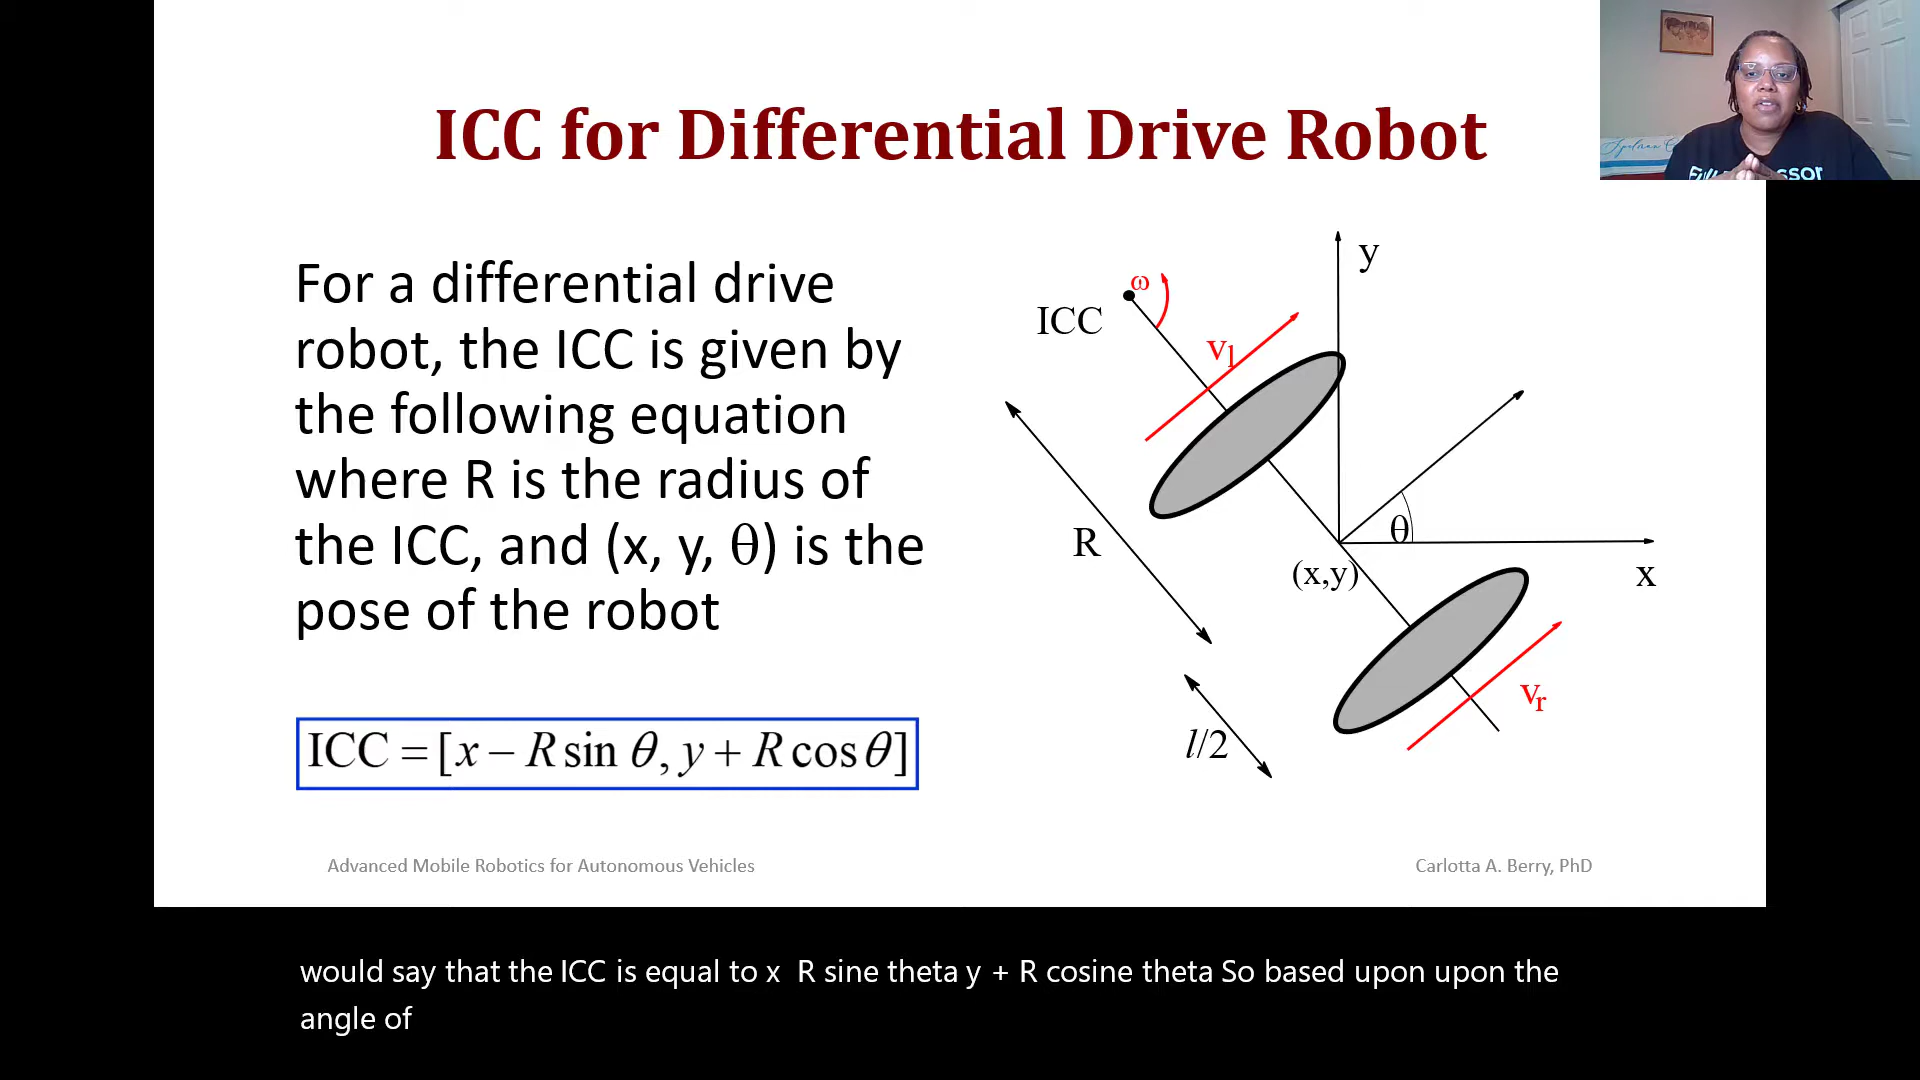 ICC for Differential Drive Robot
For a differential drive
robot, the ICC is given by
the following equation
where R is the radius of
the ICC, and (x, y, θ) is the
pose of the robot
ICC = [x − R sin θ, y + R cos θ]
y
ω
ICC
vl
R
θ
(x,y)
x
vr
l/2
Advanced Mobile Robotics for Autonomous Vehicles
Carlotta A. Berry, PhD
would say that the ICC is equal to x  R sine theta y + R cosine theta So based upon upon the
angle of